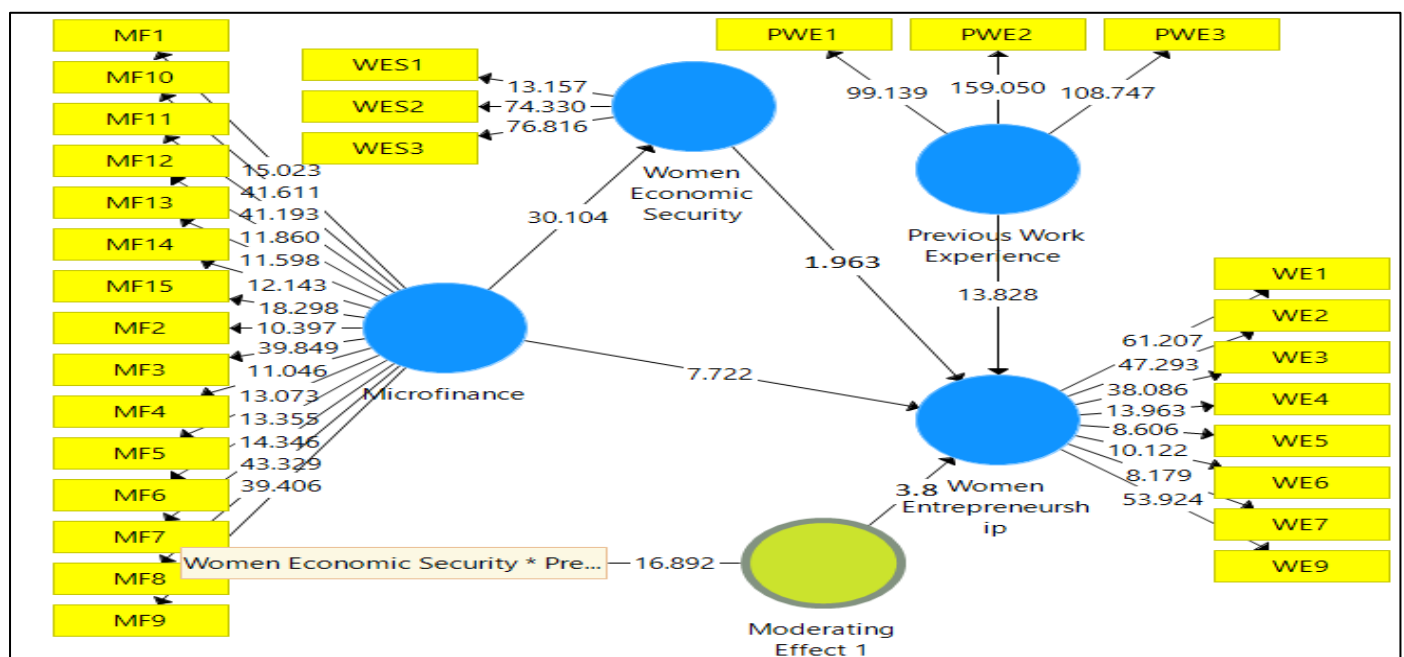 MF1
MF10
MF11
MF12
MF13
MF14
MF15
MF2
MF3
MF4
MF5
MF6
MF7
MF8
MF9
15.023
41.611
41.193
11.860
11.598
12.143
18.298
10.397
39.849
11.046
13.073
13.355
14.346
43.329
39.406
Microfinance
WES1
WES2
WES3
13.157
74.330
76.816
Women
Economic
Security
30.104
1.963
7.722
PWE1
PWE2
PWE3
99.139
159.050
108.747
Previous Work
Experience
13.828
WE1
WE2
WE3
WE4
WE5
WE6
WE7
WE9
61.207
47.293
38.086
13.963
8.606
10.122
8.179
53.924
Women
Entrepreneursh
ip
3.8
Women Economic Security * Pre...
16.892
Moderating
Effect 1